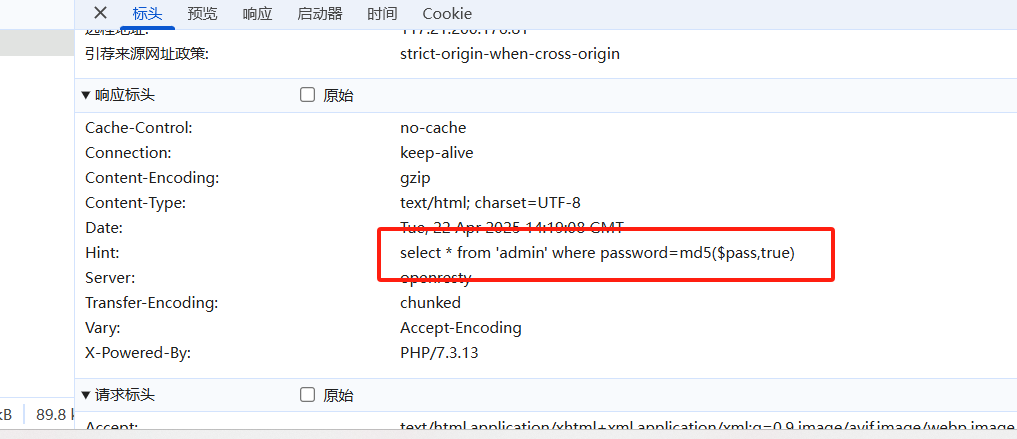 标头 预览 响应 启动器 时间 Cookie
远程地址:
引荐来源网址政策: strict-origin-when-cross-origin
响应标头 原始
Cache-Control: no-cache
Connection: keep-alive
Content-Encoding: gzip
Content-Type: text/html; charset=UTF-8
Date: Tue, 22 Apr 2025 14:19:08 GMT
Hint: select * from 'admin' where password=md5($pass,true)
Server: openresty
Transfer-Encoding: chunked
Vary: Accept-Encoding
X-Powered-By: PHP/7.3.13
请求标头 原始
kB 89.8 k
Accept: text/html,application/xhtml+xml,application/xml;q=0.9,image/avif,image/webp,image